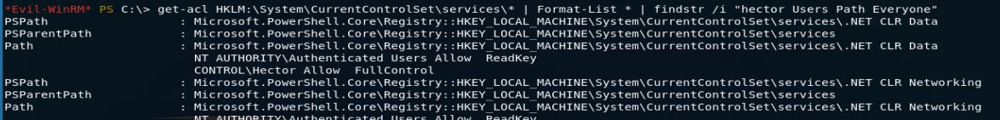 *Evil-WinRM* PS C:\> get-acl HKLM:\System\CurrentControlSet\services\* | Format-List * | findstr /i "hector Users Path Everyone"
PSPath                  : Microsoft.PowerShell.Core\Registry::HKEY_LOCAL_MACHINE\System\CurrentControlSet\services\.NET CLR Data
PSParentPath            : Microsoft.PowerShell.Core\Registry::HKEY_LOCAL_MACHINE\System\CurrentControlSet\services
Path                    : Microsoft.PowerShell.Core\Registry::HKEY_LOCAL_MACHINE\System\CurrentControlSet\services\.NET CLR Data
                          NT AUTHORITY\Authenticated Users Allow  ReadKey
                          CONTROL\Hector Allow  FullControl
PSPath                  : Microsoft.PowerShell.Core\Registry::HKEY_LOCAL_MACHINE\System\CurrentControlSet\services\.NET CLR Networking
PSParentPath            : Microsoft.PowerShell.Core\Registry::HKEY_LOCAL_MACHINE\System\CurrentControlSet\services
Path                    : Microsoft.PowerShell.Core\Registry::HKEY_LOCAL_MACHINE\System\CurrentControlSet\services\.NET CLR Networking
                          NT AUTHORITY\Authenticated Users Allow  ReadKey